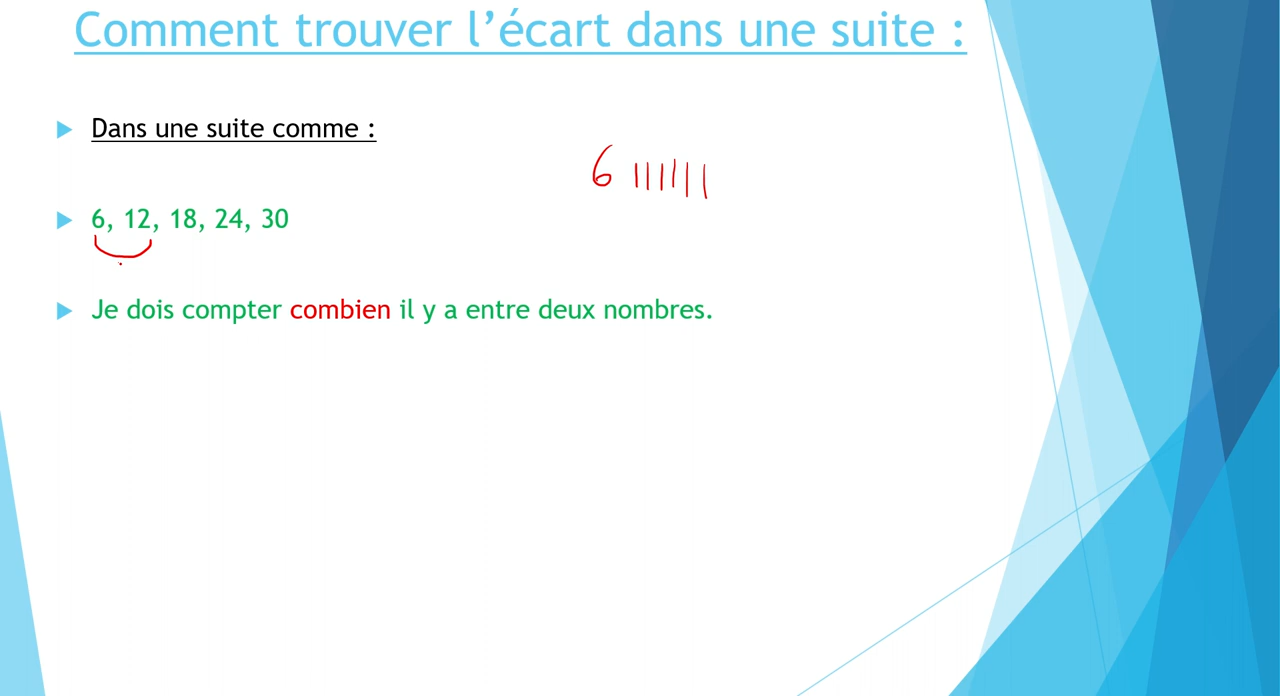 Comment trouver l’écart dans une suite :
Dans une suite comme :
6 ||||||
6, 12, 18, 24, 30
Je dois compter combien il y a entre deux nombres.